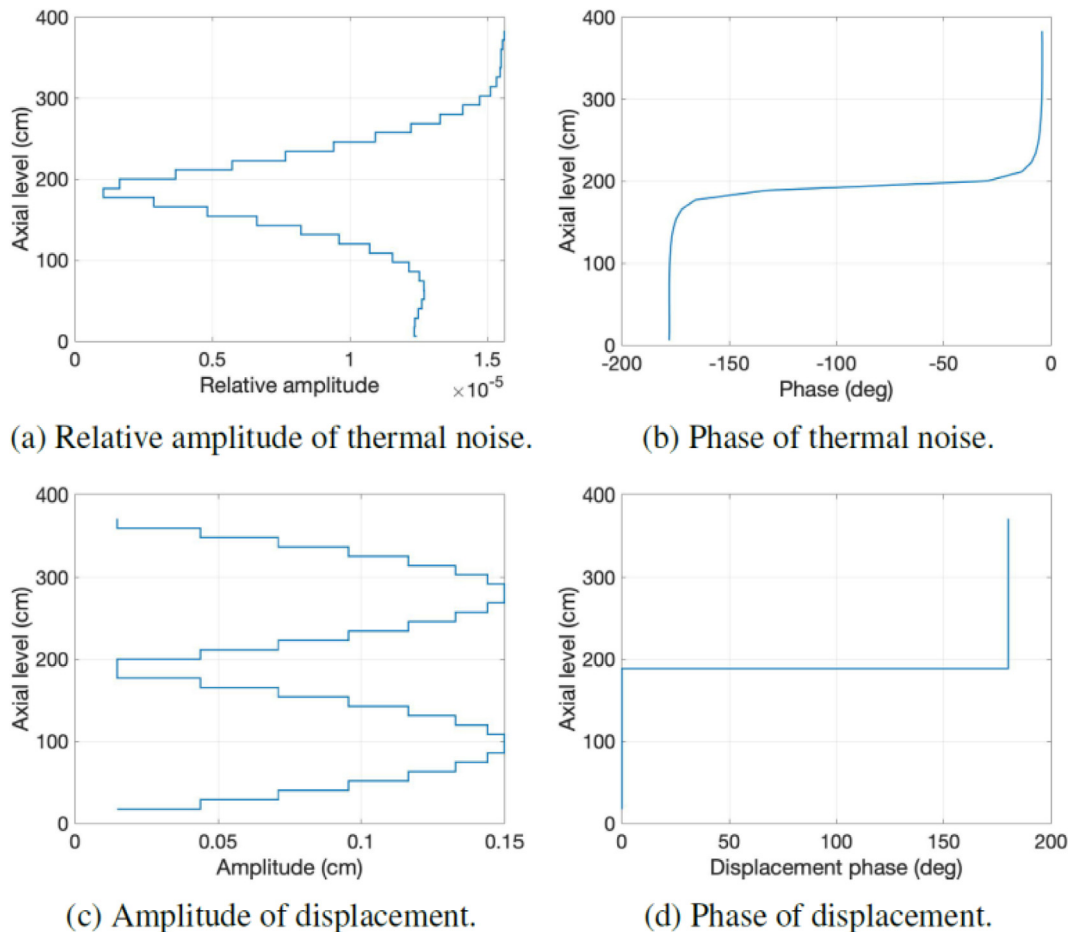 400
300
200
100
0
Axial level (cm)
0 0.5 1 1.5
Relative amplitude ×10-5
400
300
200
100
0
Axial level (cm)
-200 -150 -100 -50 0
Phase (deg)
(a) Relative amplitude of thermal noise.
(b) Phase of thermal noise.
400
300
200
100
0
Axial level (cm)
0 0.05 0.1 0.15
Amplitude (cm)
400
300
200
100
0
Axial level (cm)
0 50 100 150 200
Displacement phase (deg)
(c) Amplitude of displacement.
(d) Phase of displacement.